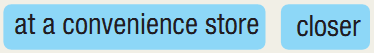 at a convenience store closer